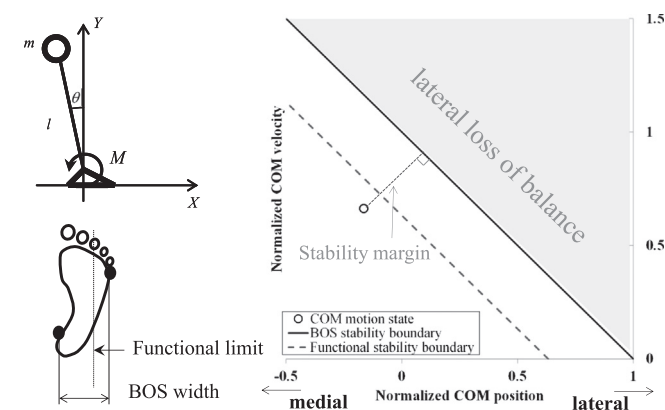 Y
m
θ
l
M
X
Functional limit
BOS width
1.5
1
0.5
0
Normalized COM velocity
lateral loss of balance
Stability margin
COM motion state
BOS stability boundary
Functional stability boundary
-0.5 0 0.5 1
medial Normalized COM position lateral